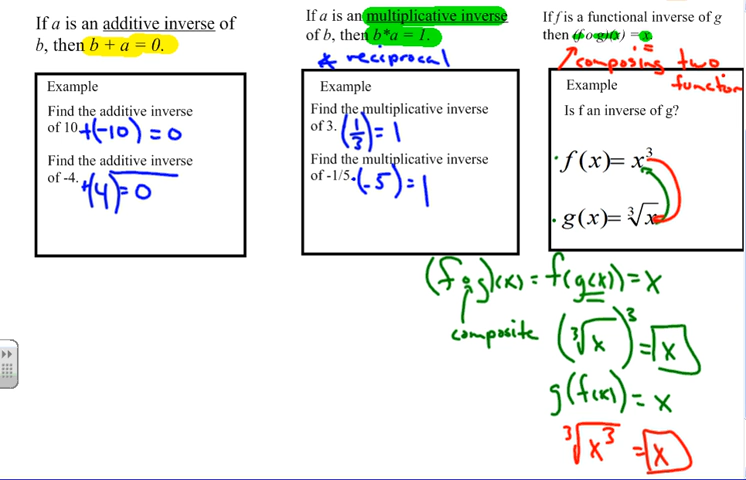 If a is an additive inverse of
b, then b + a = 0.
Example
Find the additive inverse
of 10. +(-10) = 0
Find the additive inverse
of -4. +(4) = 0
If a is an multiplicative inverse
of b, then b*a = 1.
* reciprocal
Example
Find the multiplicative inverse
of 3. (1/3) = 1
Find the multiplicative inverse
of -1/5. •(-5) = 1
If f is a functional inverse of g
then (f o g)(x) = x.
composing two
function
Example
Is f an inverse of g?
f(x) = x³
g(x) = ∛x
(f∘g)(x) = f(g(x)) = x
composite
(∛x)³ = x
g(f(x)) = x
∛x³ = x